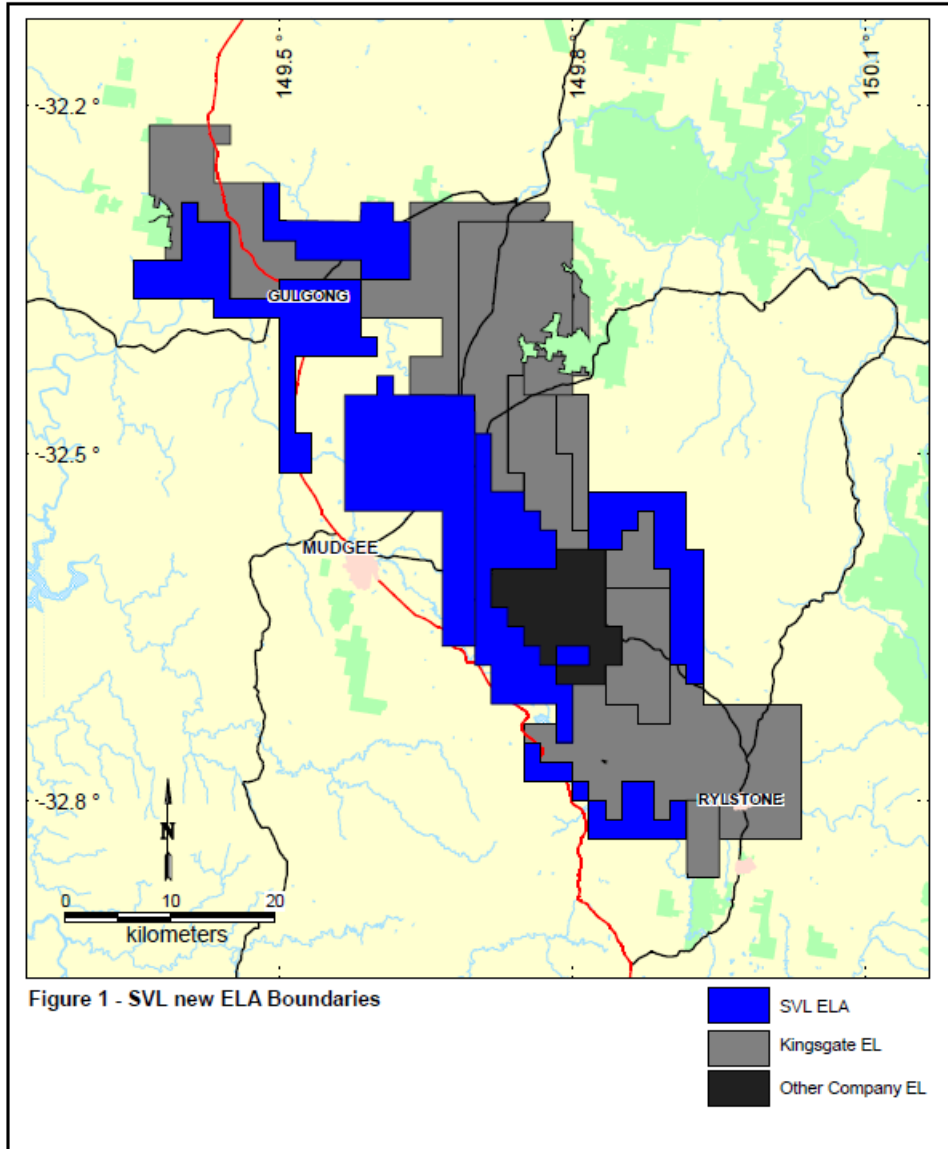 149.5 °
149.8 °
150.1 °
-32.2 °
GULGONG
-32.5 °
MUDGEE
-32.8 °
RYLSTONE
N
0 10 20
kilometers
Figure 1 - SVL new ELA Boundaries
SVL ELA
Kingsgate EL
Other Company EL